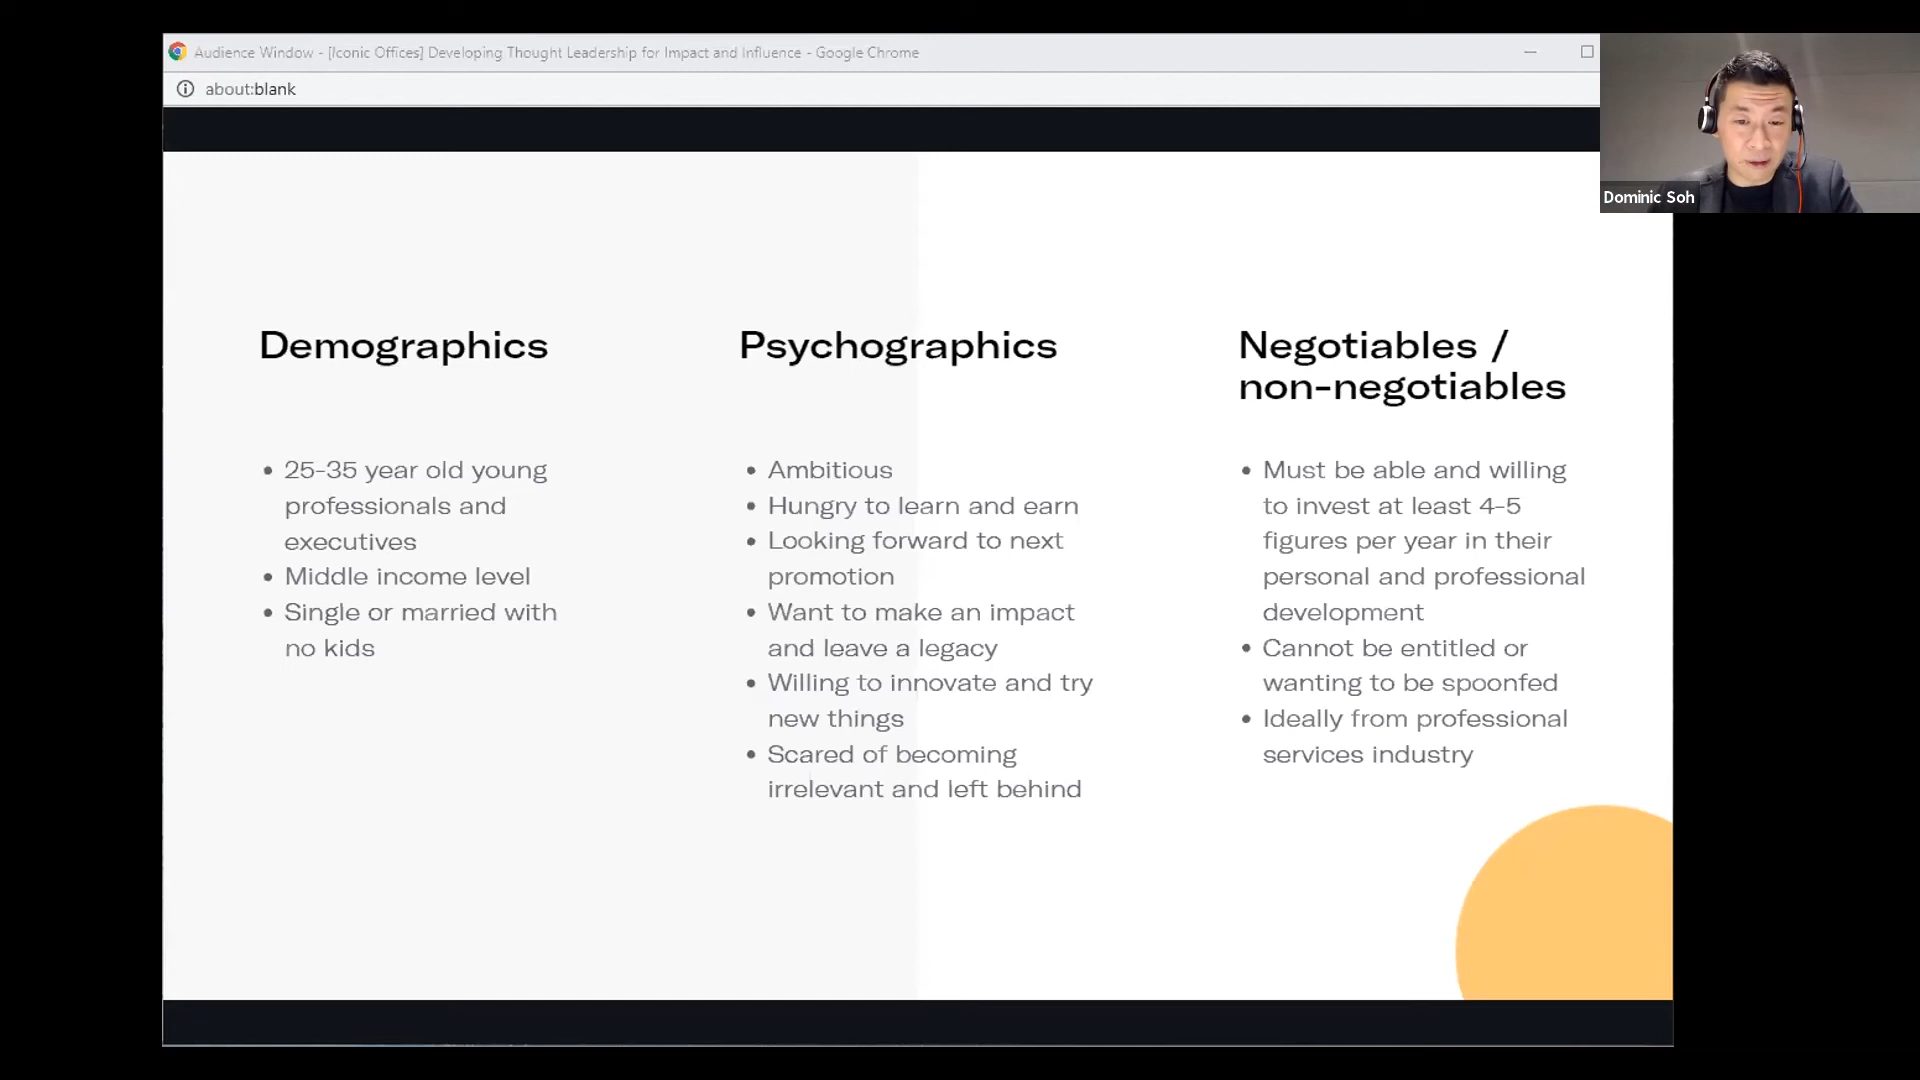 Audience Window - [Iconic Offices] Developing Thought Leadership for Impact and Influence - Google Chrome
about:blank
Dominic Soh
Demographics
25-35 year old young
professionals and
executives
Middle income level
Single or married with
no kids
Psychographics
Ambitious
Hungry to learn and earn
Looking forward to next
promotion
Want to make an impact
and leave a legacy
Willing to innovate and try
new things
Scared of becoming
irrelevant and left behind
Negotiables /
non-negotiables
Must be able and willing
to invest at least 4-5
figures per year in their
personal and professional
development
Cannot be entitled or
wanting to be spoonfed
Ideally from professional
services industry